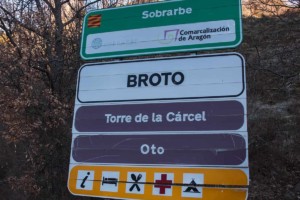 Sobrarbe
Comarcalización
de Aragón
BROTO
Torre de la Cárcel
Oto
i